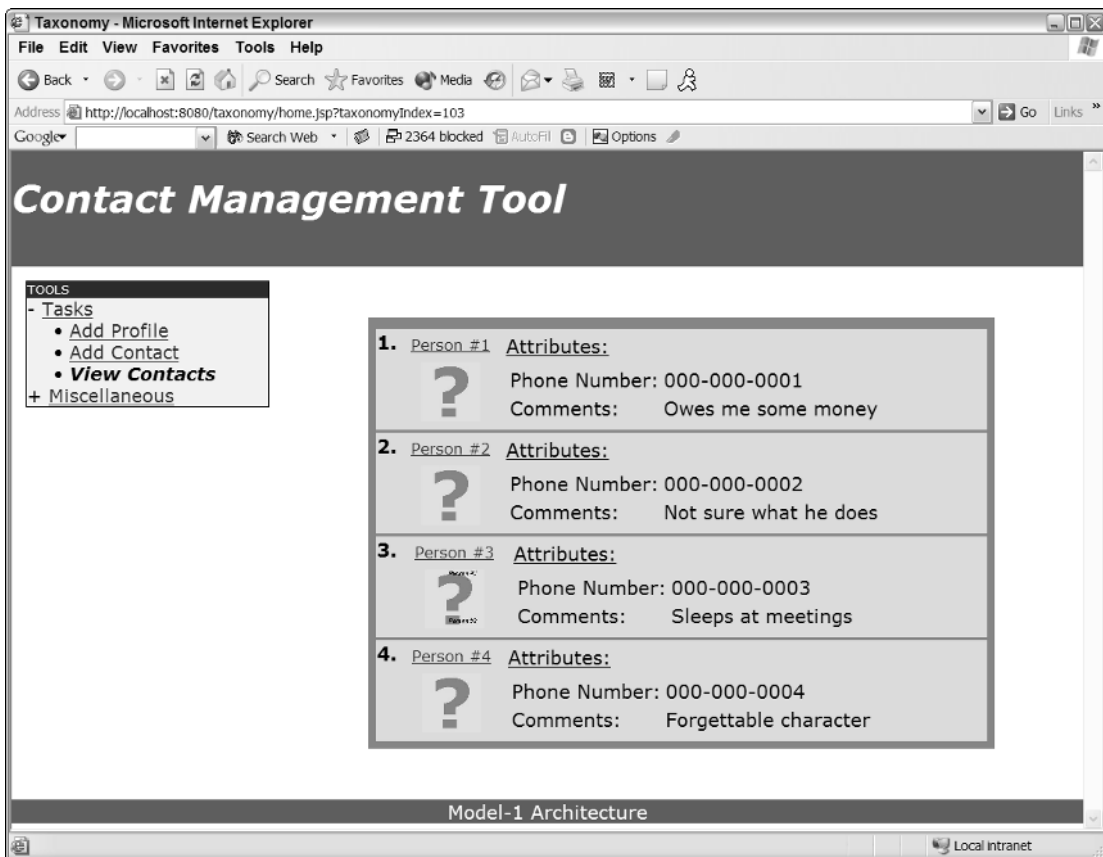 Taxonomy - Microsoft Internet Explorer
File Edit View Favorites Tools Help
Back Search Favorites Media
Address http://localhost:8080/taxonomy/home.jsp?taxonomyIndex=103 Go Links »
Google Search Web 2364 blocked AutoFill Options
Contact Management Tool
TOOLS
- Tasks
• Add Profile
• Add Contact
• View Contacts
+ Miscellaneous
1. Person #1 Attributes:
?
Phone Number: 000-000-0001
Comments: Owes me some money
2. Person #2 Attributes:
?
Phone Number: 000-000-0002
Comments: Not sure what he does
3. Person #3 Attributes:
?
Phone Number: 000-000-0003
Comments: Sleeps at meetings
4. Person #4 Attributes:
?
Phone Number: 000-000-0004
Comments: Forgettable character
Model-1 Architecture
Local intranet